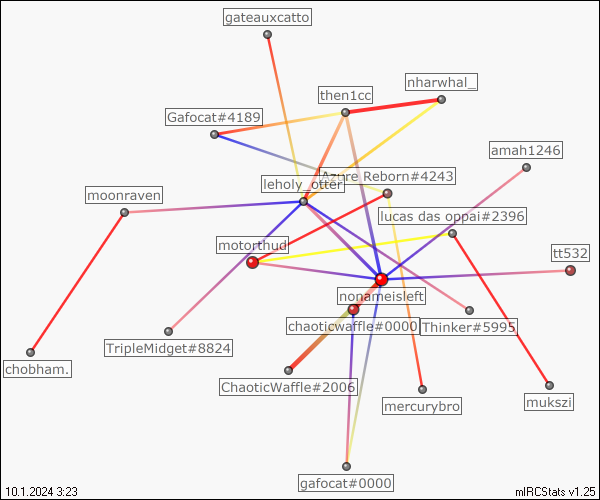 gateauxcatto
nharwhal_
then1cc
Gafocat#4189
amah1246
Azure Reborn#4243
leholy_otter
moonraven
lucas das oppai#2396
motorthud
tt532
nonameisleft
chaoticwaffle#0000
Thinker#5995
TripleMidget#8824
chobham.
ChaoticWaffle#2006
mukszi
mercurybro
gafocat#0000
10.1.2024 3:23
mIRCStats v1.25